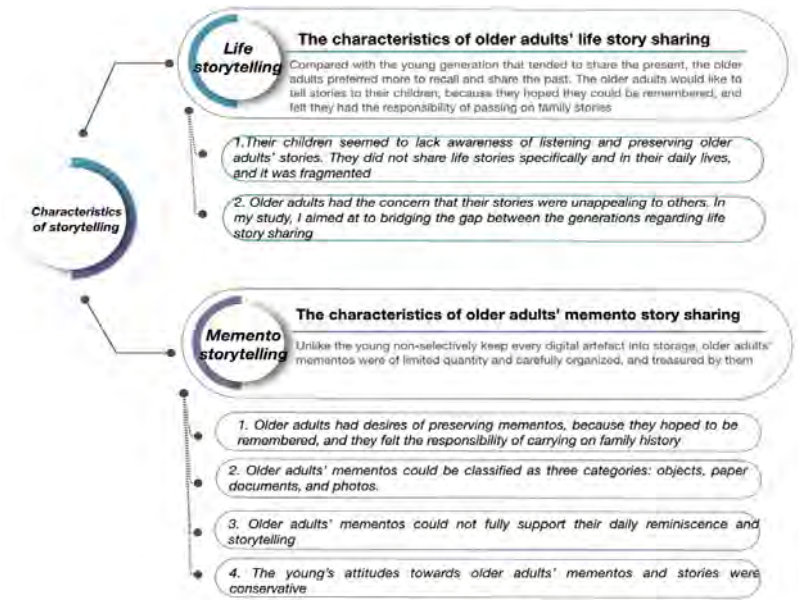 Characteristics
of storytelling
Life
storytelling
The characteristics of older adults' life story sharing
Compared with the young generation that tended to share the present, the older
adults preferred more to recall and share the past. The older adults would like to
tell stories to their children, because they hoped they could be remembered, and
felt they had the responsibility of passing on family stories
1.Their children seemed to lack awareness of listening and preserving older
adults' stories. They did not share life stories specifically and in their daily lives,
and it was fragmented
2. Older adults had the concern that their stories were unappealing to others. In
my study, I aimed at to bridging the gap between the generations regarding life
story sharing
Memento
storytelling
The characteristics of older adults' memento story sharing
Unlike the young non-selectively keep every digital artefact into storage, older adults'
mementos were of limited quantity and carefully organized, and treasured by them
1. Older adults had desires of preserving mementos, because they hoped to be
remembered, and they felt the responsibility of carrying on family history
2. Older adults' mementos could be classified as three categories: objects, paper
documents, and photos.
3. Older adults' mementos could not fully support their daily reminiscence and
storytelling
4. The young's attitudes towards older adults' mementos and stories were
conservative